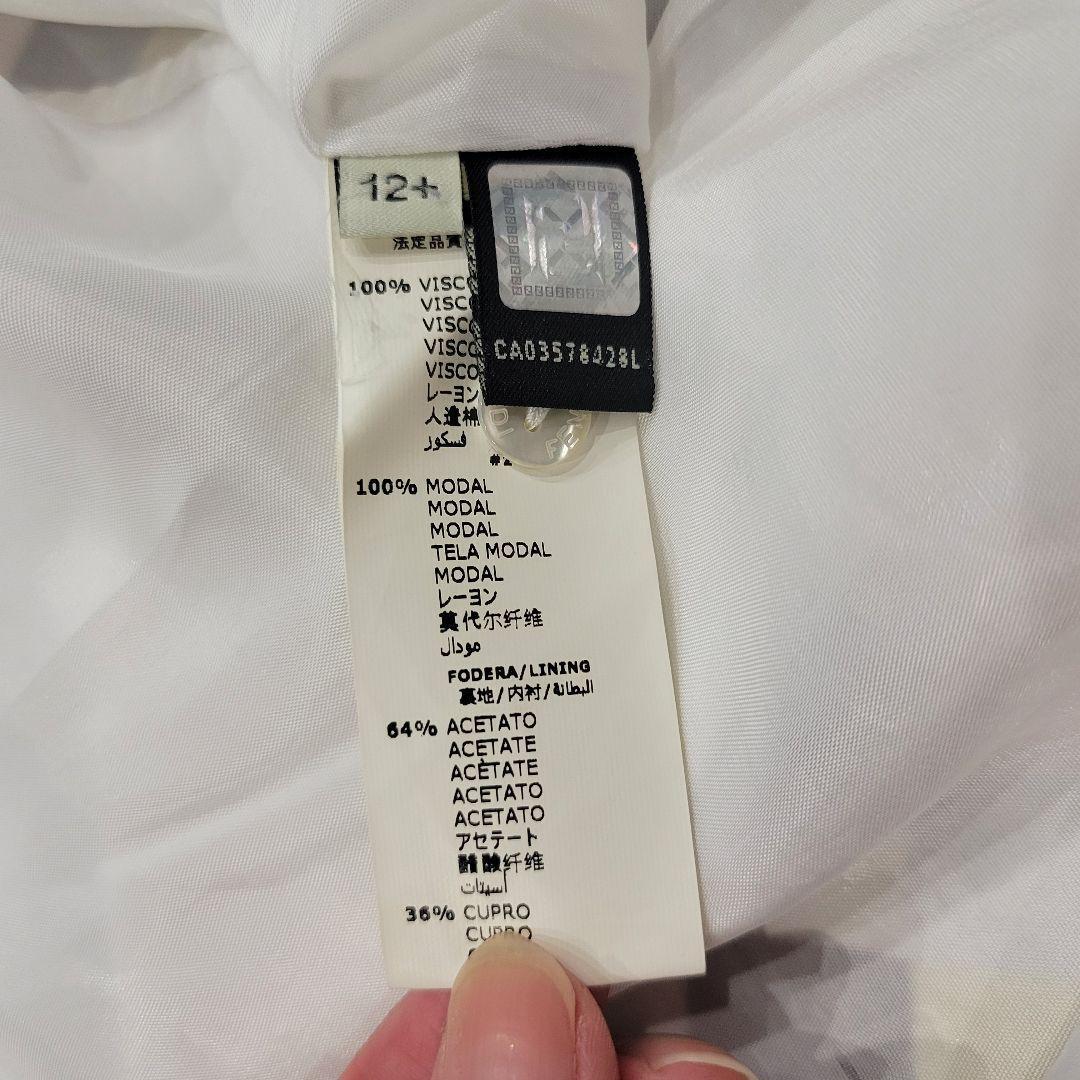 12+
法定品質
100% VISCO
VISCO
VISCO
VISCO
VISCO
レーヨン
人造棉
فسكوز
CA03578428L
100% MODAL
MODAL
MODAL
TELA MODAL
MODAL
レーヨン
莫代尔纤维
مودال
FODERA/LINING
裏地/内衬/البطانة
64% ACETATO
ACETATE
ACÉTATE
ACETATO
ACETATO
アセテート
醋酸纤维
أسيتات
36% CUPRO
CUPRO